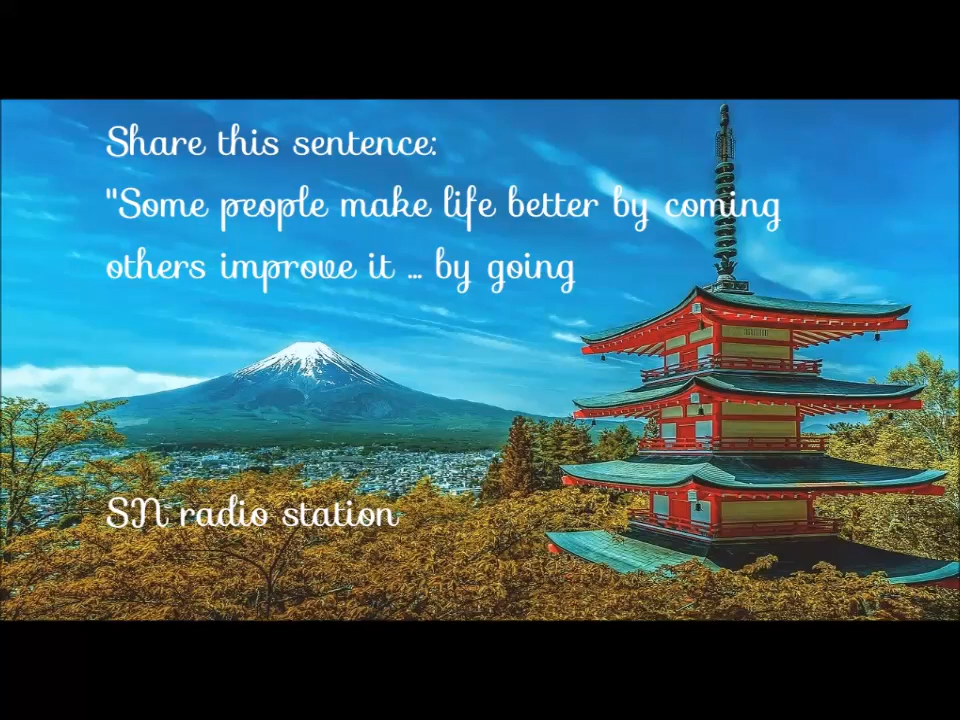 Share this sentence:
"Some people make life better by coming
others improve it ... by going
SN radio station